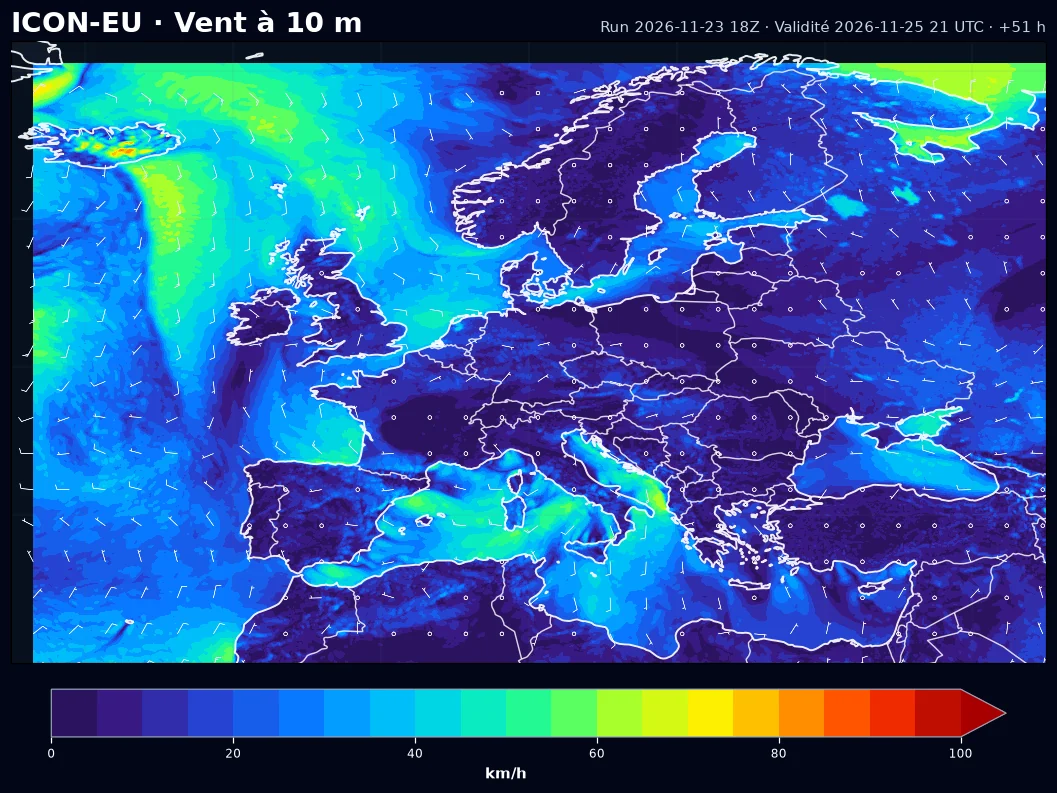 ICON-EU · Vent à 10 m
Run 2026-11-23 18Z · Validité 2026-11-25 21 UTC · +51 h
0 20 40 60 80 100
km/h